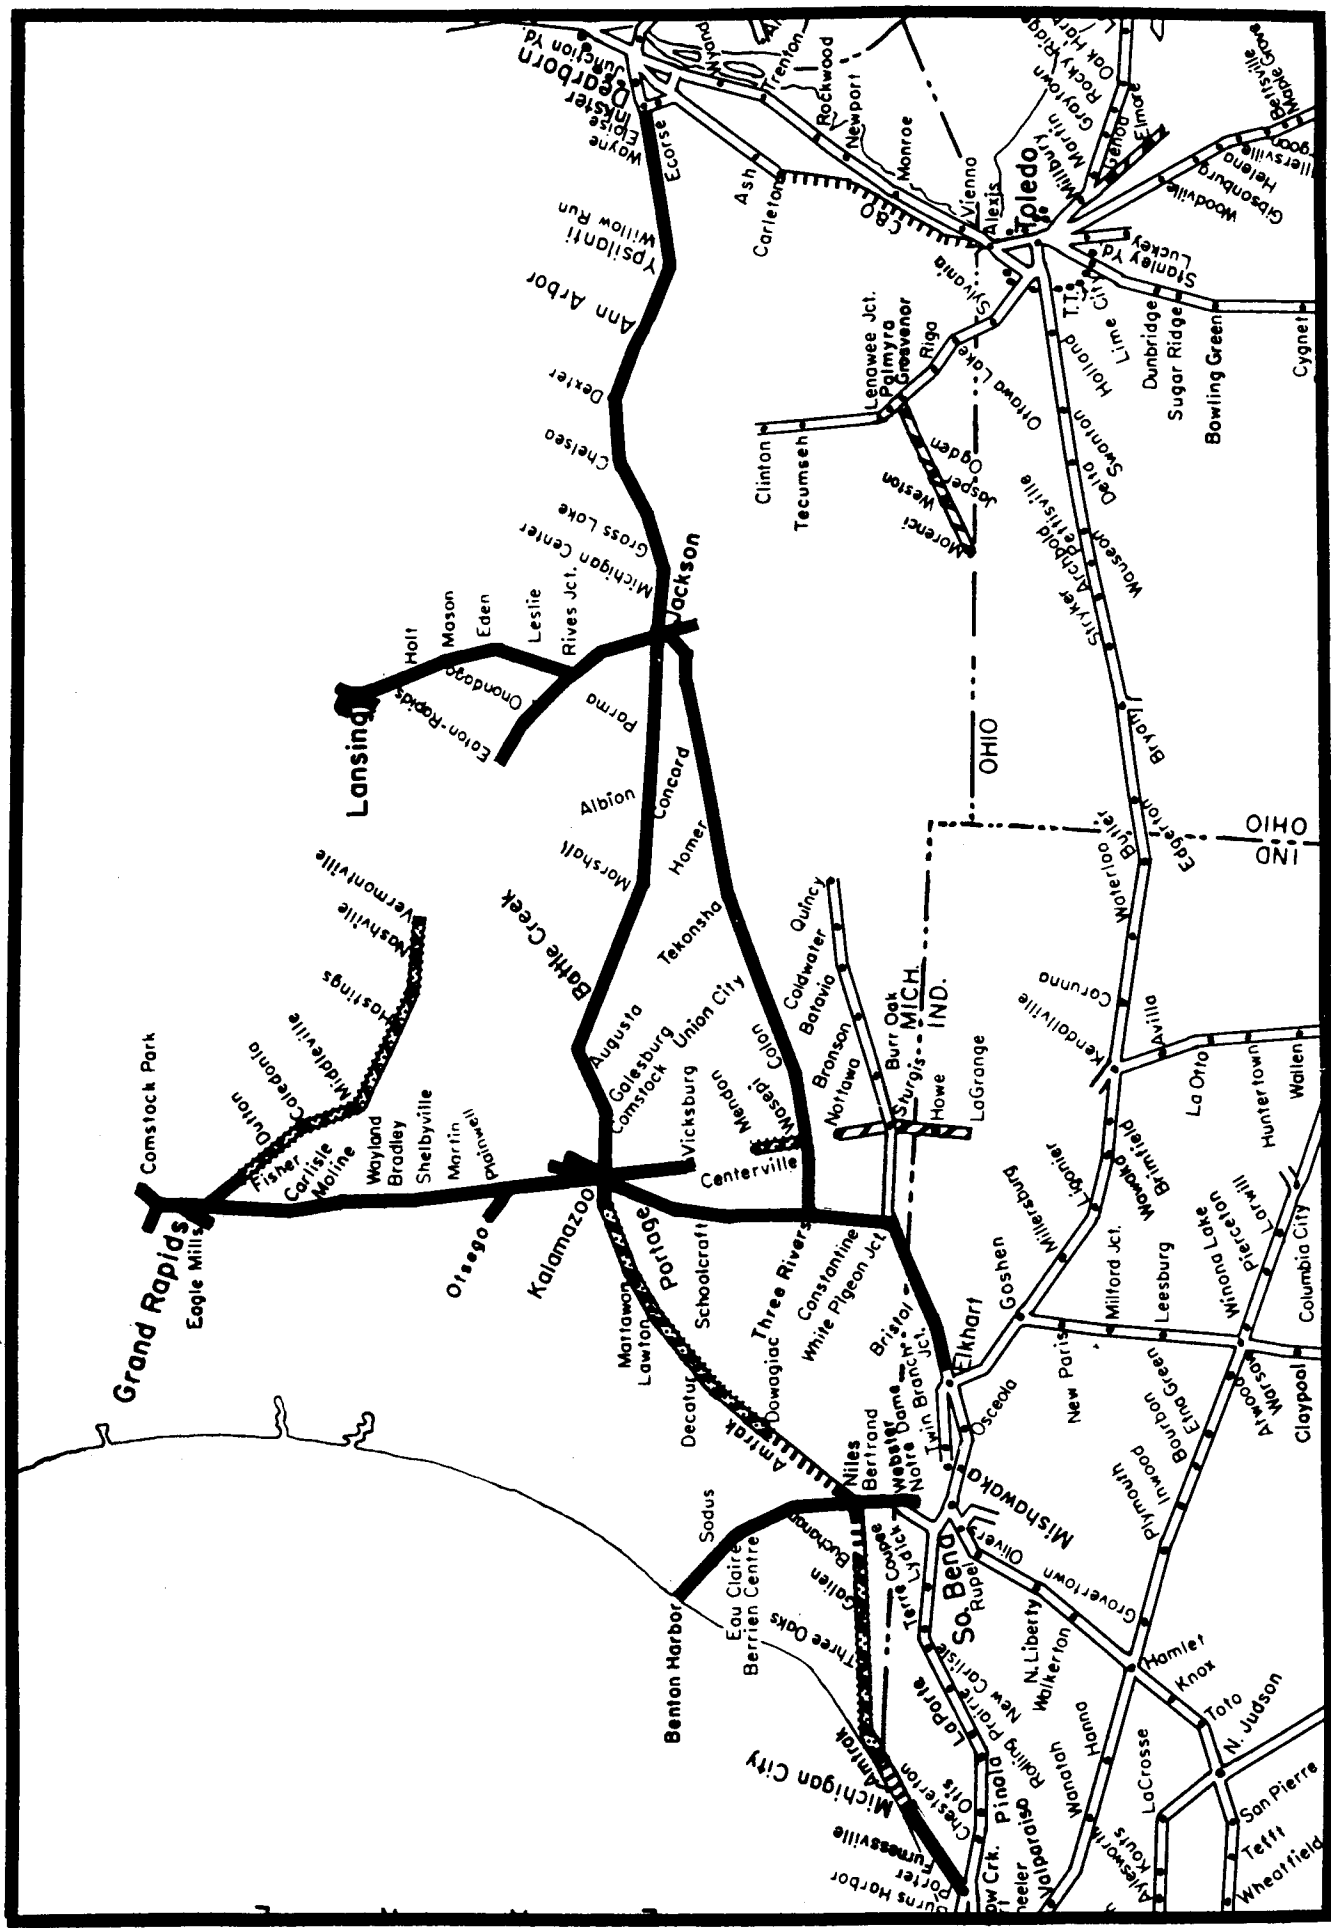 Junction Yd.
Dearborn
Inkster
Eloise
Wayne
Ecorse
Trenton
Rockwood
Newport
Monroe
Vienna
Alexis
Toledo
Ash
Carleton
C&O
Willow Run
Ypsilanti
Ann Arbor
Dexter
Chelsea
Grass Lake
Michigan Center
Jackson
Rives Jct.
Leslie
Eden
Mason
Holt
Lansing
Onondaga
Eaton Rapids
Parma
Albion
Concord
Marshall
Homer
Battle Creek
Tekonsha
Union City
Augusta
Galesburg
Comstock
Colon
Vicksburg
Mendon
Wasepi
Centerville
Vermontville
Nashville
Hastings
Middleville
Caledonia
Dutton
Comstock Park
Grand Rapids
Eagle Mills
Fisher
Carlisle
Moline
Wayland
Bradley
Shelbyville
Martin
Plainwell
Otsego
Kalamazoo
Portage
Schoolcraft
Three Rivers
Constantine
White Pigeon Jct.
Mattawan
Lawton
Decatur
Dowagiac
Amtrak
Niles
Bertrand
Webster
Notre Dame
Twin Branch Jct.
Bristol
Elkhart
Sodus
Eau Claire
Berrien Centre
Benton Harbor
Buchanan
Galien
Three Oaks
Amtrak
Michigan City
Furnessville
Porter
Burns Harbor
Chesterton
Otis
Pinola
LaPorte
Rolling Prairie
New Carlisle
Terre Coupee
Lydick
So. Bend
Rupel
Olivers
Mishawaka
Osceola
Goshen
Millersburg
Ligonier
Wawaka
Brimfield
Kendallville
Corunna
Waterloo
Butler
Edgerton
Bryan
Stryker
Archbold
Pettisville
Wauseon
Delta
Swanton
Holland
T.T.
Lime City
Stanley Yd.
Luckey
Dunbridge
Sugar Ridge
Bowling Green
Cygnet
Sylvania
Ottawa Lake
Riga
Grosvenor
Palmyra
Lenawee Jct.
Tecumseh
Clinton
Ogden
Jasper
Weston
Morenci
OHIO
OHIO
IND
MICH.
IND.
Quincy
Coldwater
Batavia
Bronson
Burr Oak
Nottawa
Sturgis
Howe
LaGrange
Avilla
La Otto
Huntertown
Wallen
New Paris
Milford Jct.
Leesburg
Winona Lake
Pierceton
Larwill
Columbia City
Claypool
Warsaw
Atwood
Etna Green
Bourbon
Inwood
Plymouth
Grovertown
N. Liberty
Walkerton
Hamlet
Knox
Toto
N. Judson
San Pierre
Tefft
Wheatfield
LaCrosse
Kouts
Aylesworth
Hanna
Wanatah
Valparaiso
Millbury
Martin
Graytown
Rocky Ridge
Oak Har
Genoa
Elmore
Woodville
Gibsonburg
Helena
Bettsville
Maple Grove